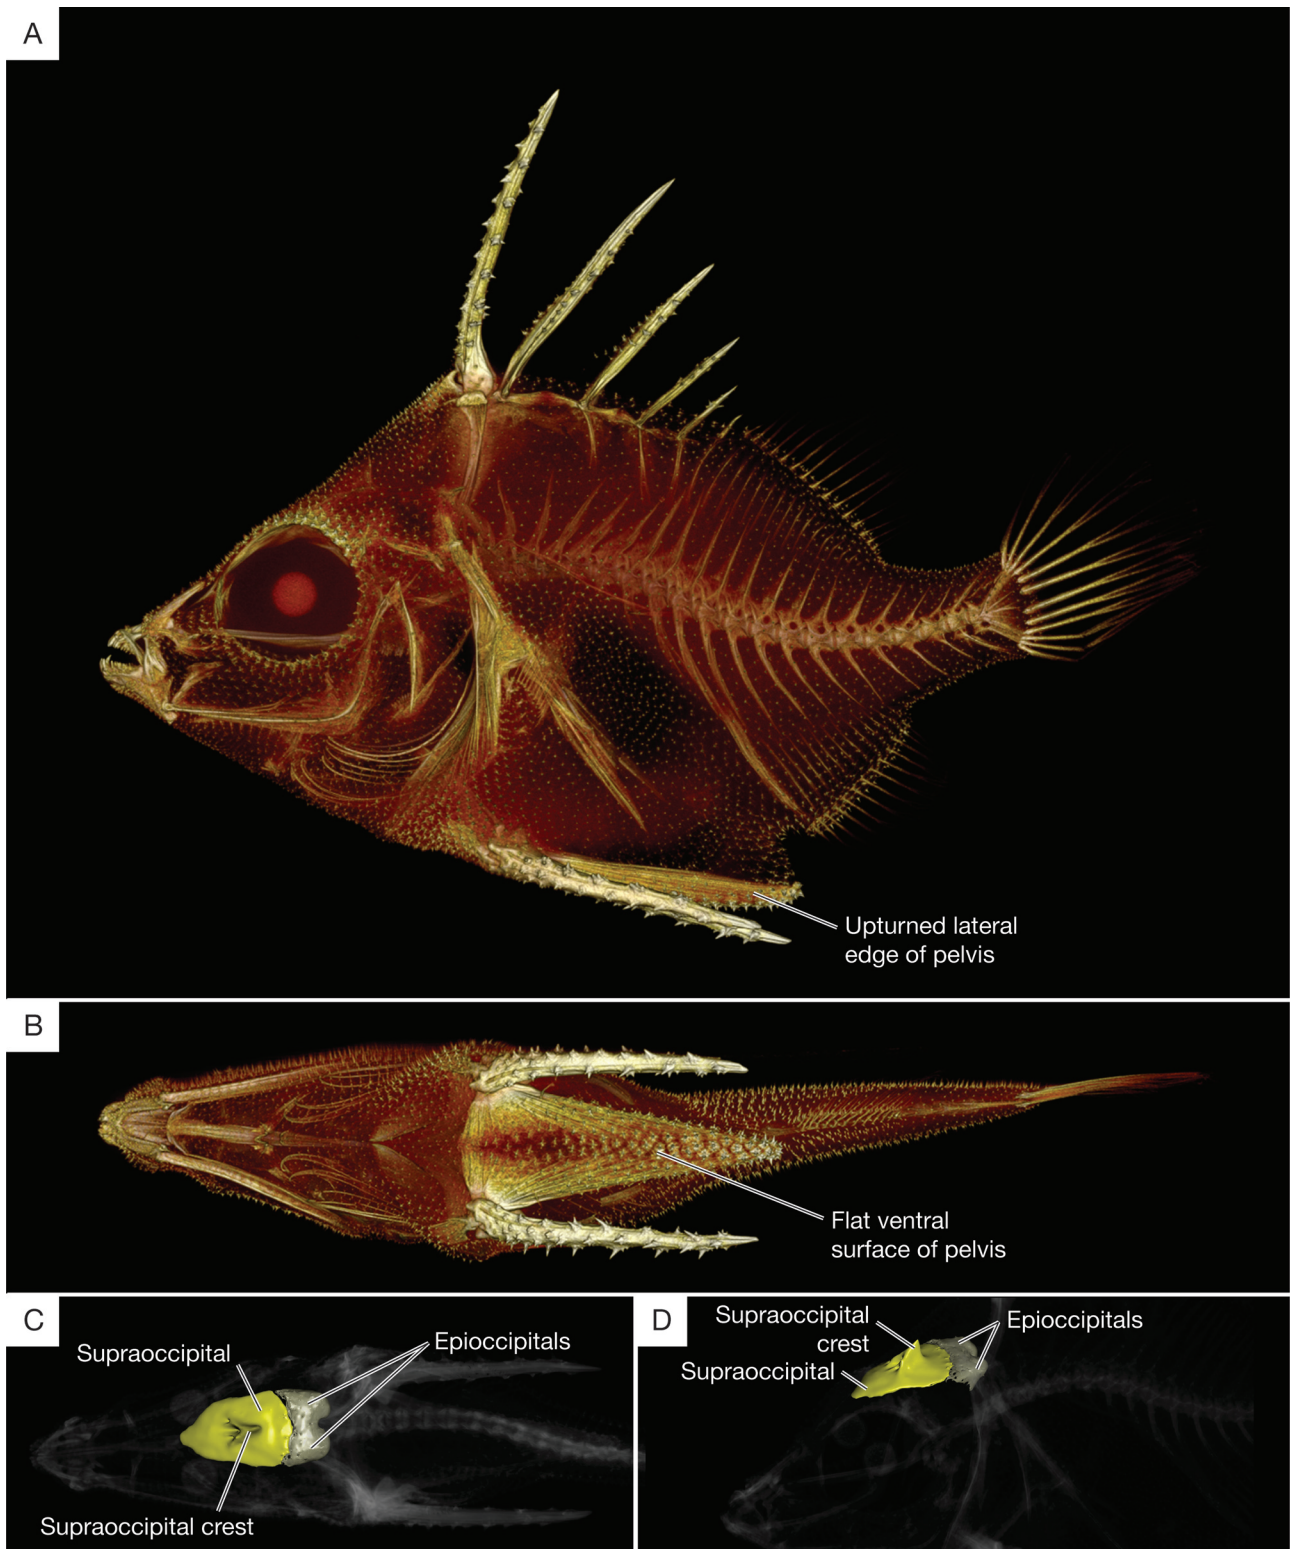 A
Upturned lateral
edge of pelvis
B
Flat ventral
surface of pelvis
C
Supraoccipital
Epioccipitals
Supraoccipital crest
D
Supraoccipital
crest
Supraoccipital
Epioccipitals